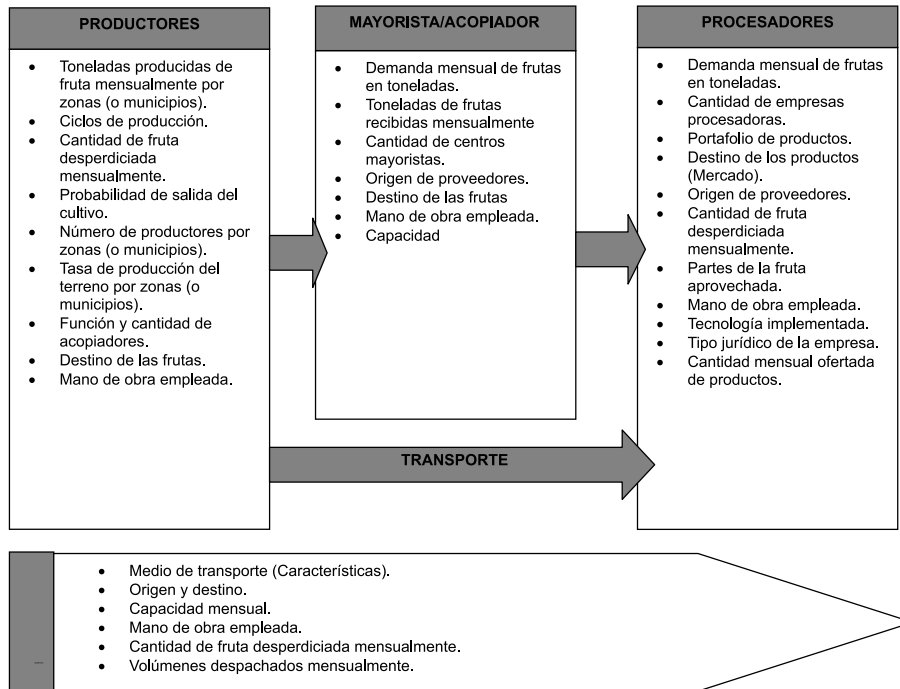 PRODUCTORES
• Toneladas producidas de
fruta mensualmente por
zonas (o municipios).
• Ciclos de producción.
• Cantidad de fruta
desperdiciada
mensualmente.
• Probabilidad de salida del
cultivo.
• Número de productores por
zonas (o municipios).
• Tasa de producción del
terreno por zonas (o
municipios).
• Función y cantidad de
acopiadores.
• Destino de las frutas.
• Mano de obra empleada.
MAYORISTA/ACOPIADOR
• Demanda mensual de frutas
en toneladas.
• Toneladas de frutas
recibidas mensualmente
• Cantidad de centros
mayoristas.
• Origen de proveedores.
• Destino de las frutas
• Mano de obra empleada.
• Capacidad
PROCESADORES
• Demanda mensual de frutas
en toneladas.
• Cantidad de empresas
procesadoras.
• Portafolio de productos.
• Destino de los productos
(Mercado).
• Origen de proveedores.
• Cantidad de fruta
desperdiciada
mensualmente.
• Partes de la fruta
aprovechada.
• Mano de obra empleada.
• Tecnología implementada.
• Tipo jurídico de la empresa.
• Cantidad mensual ofertada
de productos.
TRANSPORTE
• Medio de transporte (Características).
• Origen y destino.
• Capacidad mensual.
• Mano de obra empleada.
• Cantidad de fruta desperdiciada mensualmente.
• Volúmenes despachados mensualmente.